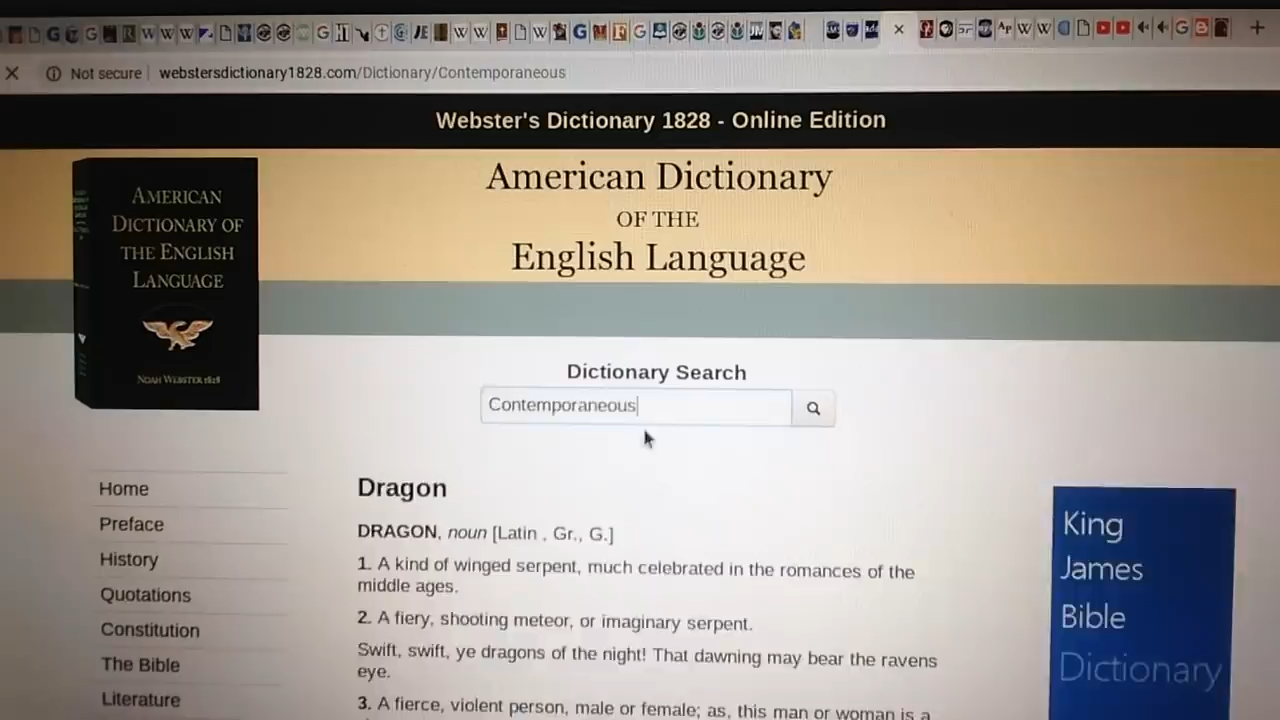 Not secure
webstersdictionary1828.com/Dictionary/Contemporaneous
Webster's Dictionary 1828 - Online Edition
AMERICAN
DICTIONARY OF
THE ENGLISH
LANGUAGE
NOAH WEBSTER 1828
American Dictionary
OF THE
English Language
Dictionary Search
Contemporaneous
Home
Preface
History
Quotations
Constitution
The Bible
Literature
Dragon
DRAGON, noun [Latin , Gr., G.]
1. A kind of winged serpent, much celebrated in the romances of the
middle ages.
2. A fiery, shooting meteor, or imaginary serpent.
Swift, swift, ye dragons of the night! That dawning may bear the ravens
eye.
3. A fierce, violent person, male or female; as, this man or woman is a
King
James
Bible
Dictionary